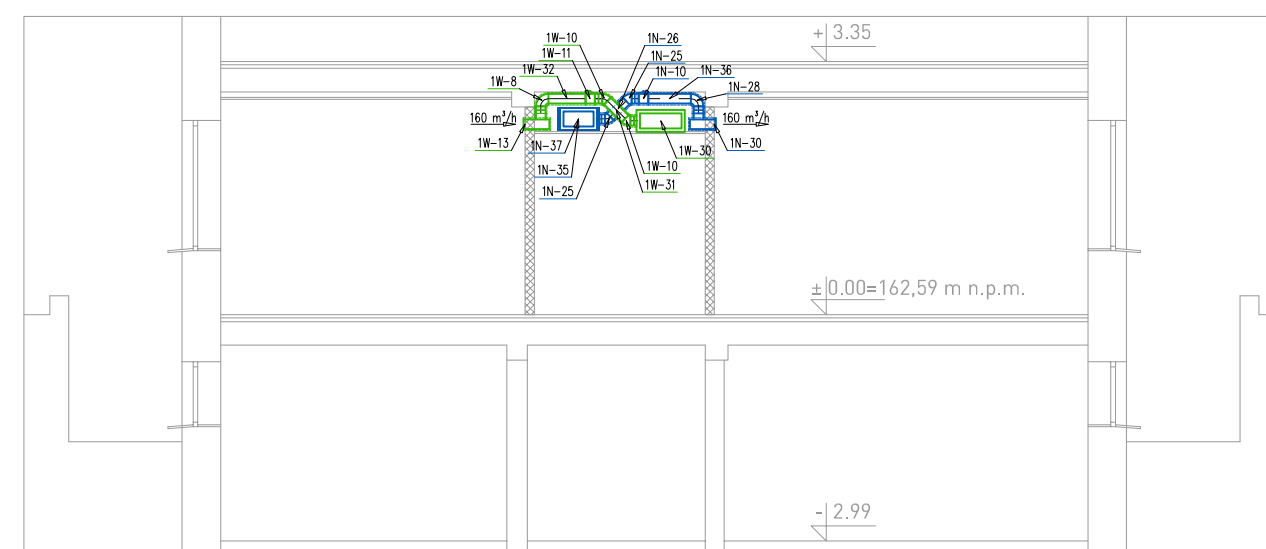 + 3.35
1W-10
1N-26
1W-11
1N-25
1W-32
1N-10
1N-36
1W-8
1N-28
160 m³/h
160 m³/h
1W-13
1N-37
1W-30
1N-30
1N-35
1W-10
1N-25
1W-31
± 0.00=162,59 m n.p.m.
- 2.99